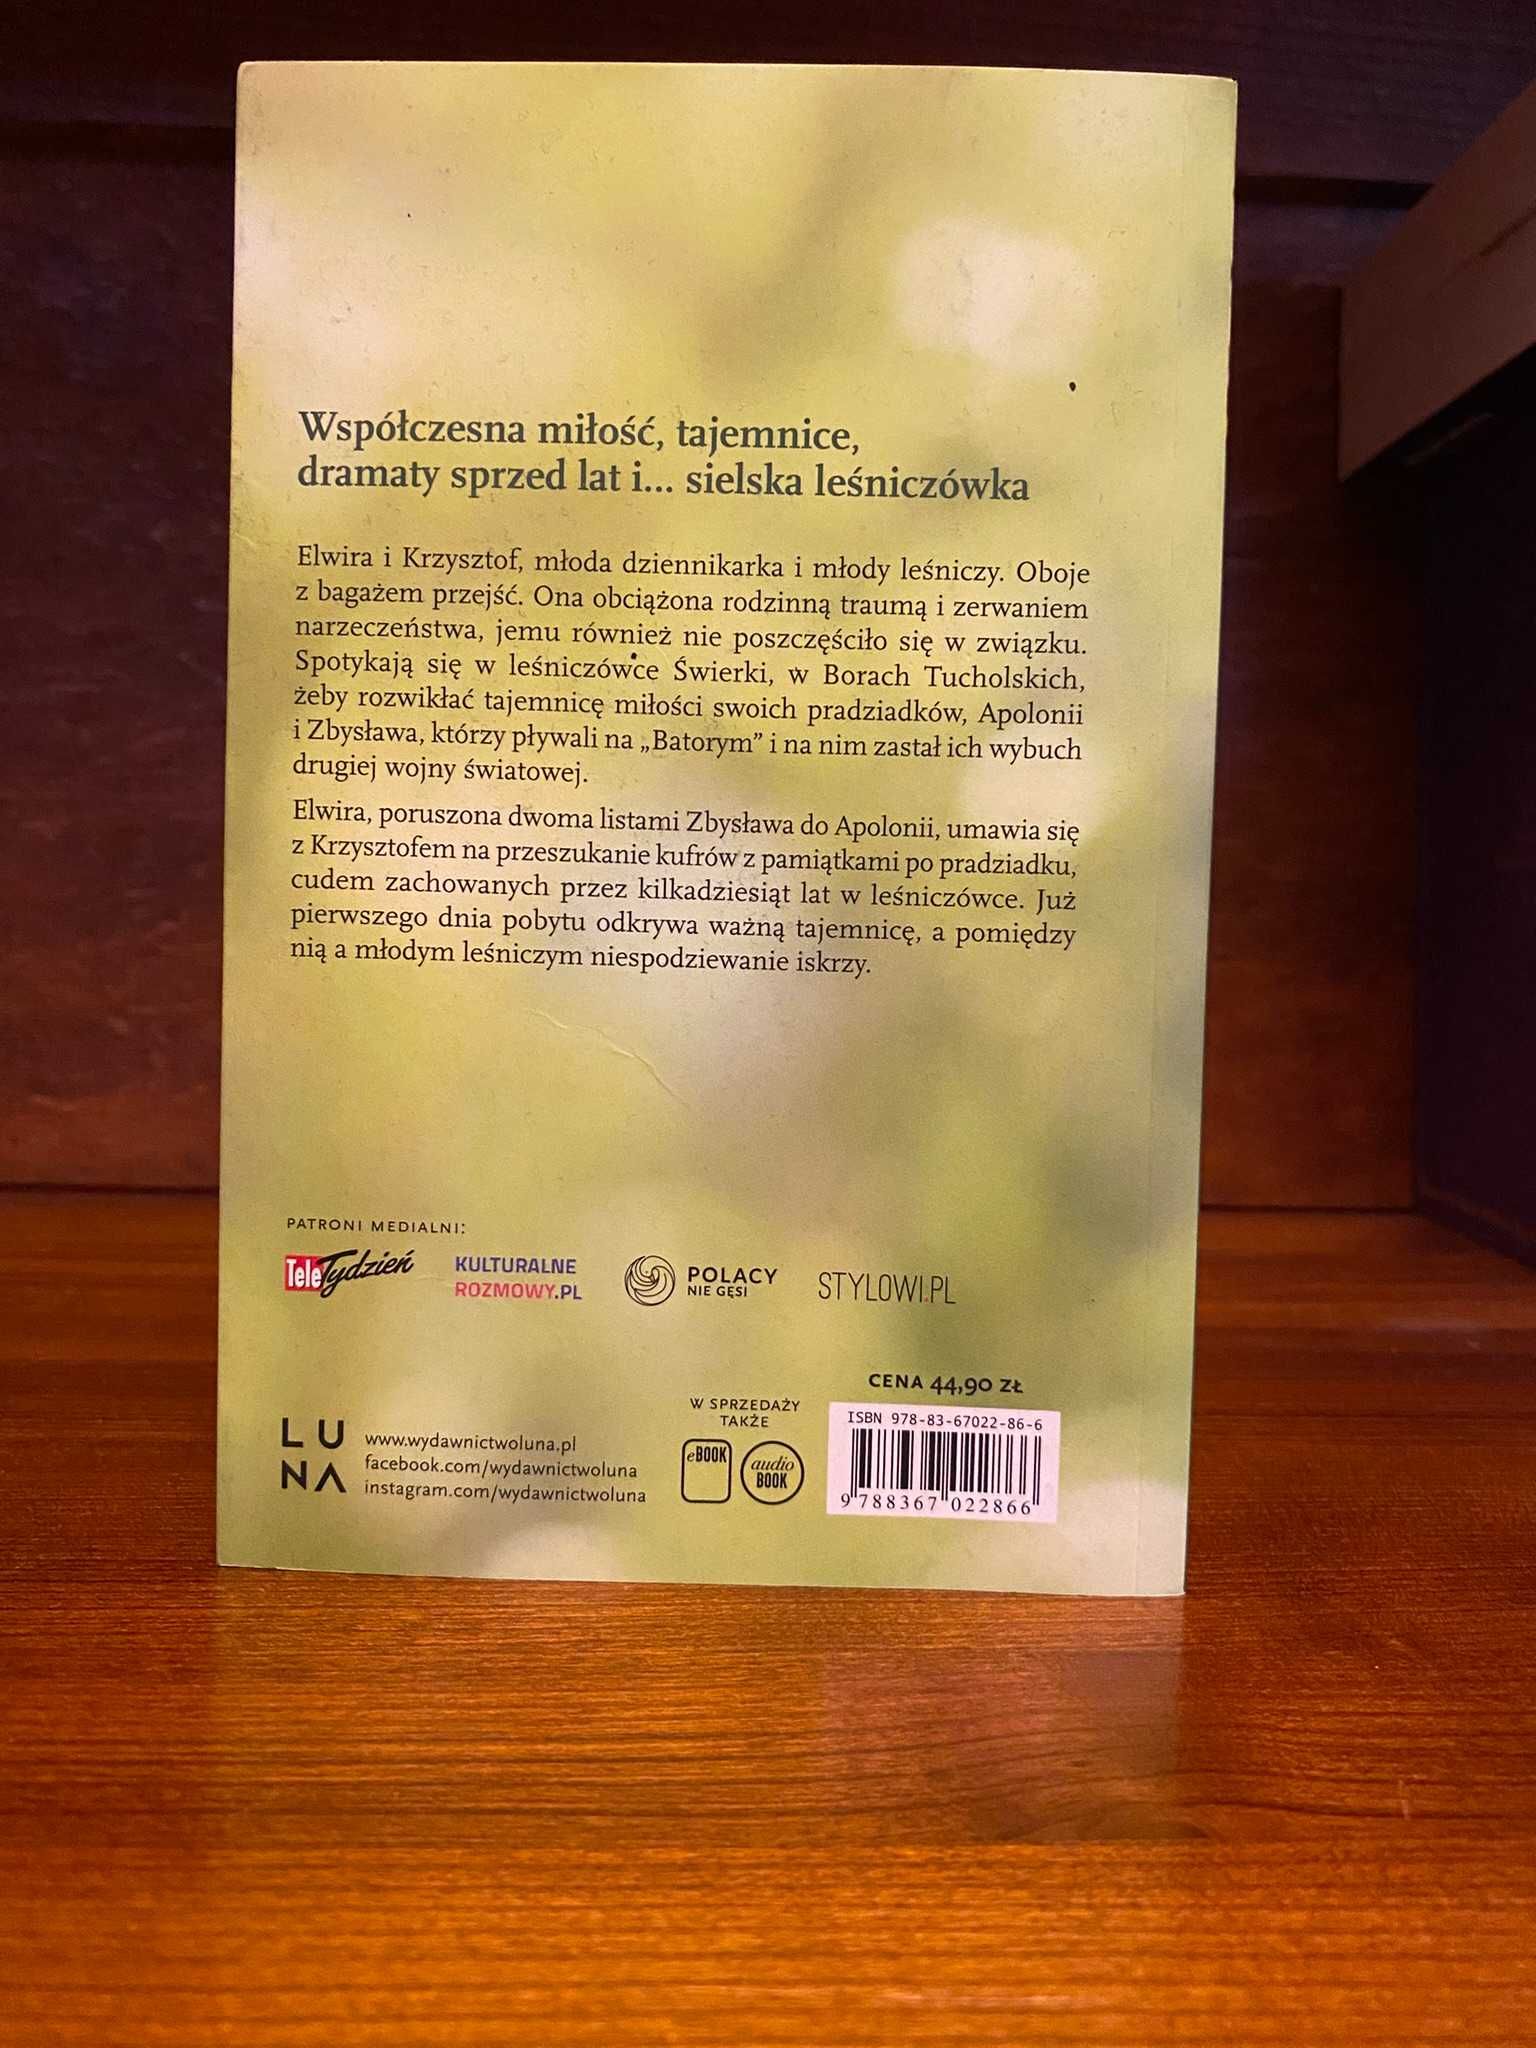 Współczesna miłość, tajemnice,
dramaty sprzed lat i... sielska leśniczówka
Elwira i Krzysztof, młoda dziennikarka i młody leśniczy. Oboje
z bagażem przejść. Ona obciążona rodzinną traumą i zerwaniem
narzeczeństwa, jemu również nie poszczęściło się w związku.
Spotykają się w leśniczówce Świerki, w Borach Tucholskich,
żeby rozwikłać tajemnicę miłości swoich pradziadków, Apolonii
i Zbysława, którzy pływali na „Batorym” i na nim zastał ich wybuch
drugiej wojny światowej.
Elwira, poruszona dwoma listami Zbysława do Apolonii, umawia się
z Krzysztofem na przeszukanie kufrów z pamiątkami po pradziadku,
cudem zachowanych przez kilkadziesiąt lat w leśniczówce. Już
pierwszego dnia pobytu odkrywa ważną tajemnicę, a pomiędzy
nią a młodym leśniczym niespodziewanie iskrzy.
PATRONI MEDIALNI:
TeleTydzień
KULTURALNE
ROZMOWY.PL
POLACY
NIE GĘSI
STYLOWI.PL
LU
NA
www.wydawnictwoluna.pl
facebook.com/wydawnictwoluna
instagram.com/wydawnictwoluna
W SPRZEDAŻY
TAKŻE
eBOOK
audio
BOOK
CENA 44,90 ZŁ
ISBN 978-83-67022-86-6
9 788367 022866